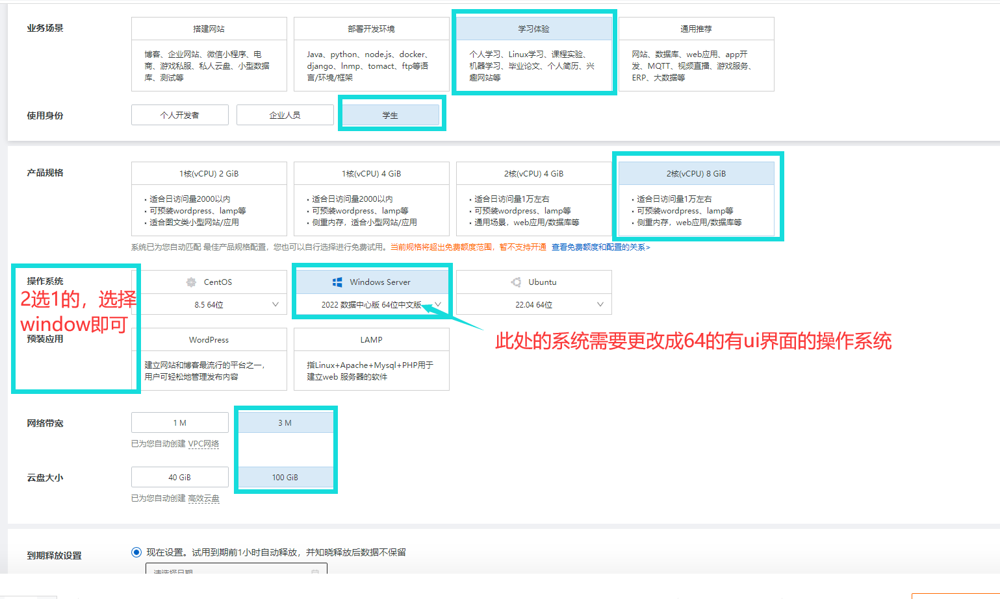 业务场景
搭建网站
部署开发环境
学习体验
通用推荐
博客、企业网站、微信小程序、电
商、游戏私服、私人云盘、小型数据
库、测试等
Java、python、node.js、docker、
django、lnmp、tomact、ftp等语
言/环境/框架
个人学习、Linux学习、课程实验、
机器学习、毕业论文、个人简历、兴
趣网站等
网站、数据库、web应用、app开
发、MQTT、视频直播、游戏服务、
ERP、大数据等
使用身份
个人开发者
企业人员
学生
产品规格
1核(vCPU) 2 GiB
1核(vCPU) 4 GiB
2核(vCPU) 4 GiB
2核(vCPU) 8 GiB
· 适合日访问量2000以内
· 可预装wordpress、lamp等
· 适合图文类小型网站/应用
· 适合日访问量2000以内
· 可预装wordpress、lamp等
· 侧重内存，适合小型网站/应用
· 适合日访问量1万左右
· 可预装wordpress、lamp等
· 通用场景，web应用/数据库等
· 适合日访问量1万左右
· 可预装wordpress、lamp等
· 侧重内存，web应用/数据库等
系统已为您自动匹配 最佳产品规格配置，您也可以自行选择进行免费试用。当前规格将超出免费额度范围，暂不支持开通 查看免费额度和配置的关系>
操作系统
2选1的，选择
window即可
CentOS
8.5 64位
Windows Server
2022 数据中心版 64位中文版
Ubuntu
22.04 64位
此处的系统需要更改成64的有ui界面的操作系统
预装应用
WordPress
LAMP
建立网站和博客最流行的平台之一，
用户可轻松地管理发布内容
指Linux+Apache+Mysql+PHP用于
建立web 服务器的软件
网络带宽
1 M
3 M
已为您自动创建 VPC网络
云盘大小
40 GiB
100 GiB
已为您自动创建 高效云盘
到期释放设置
现在设置。试用到期前1小时自动释放，并知晓释放后数据不保留
请选择日期